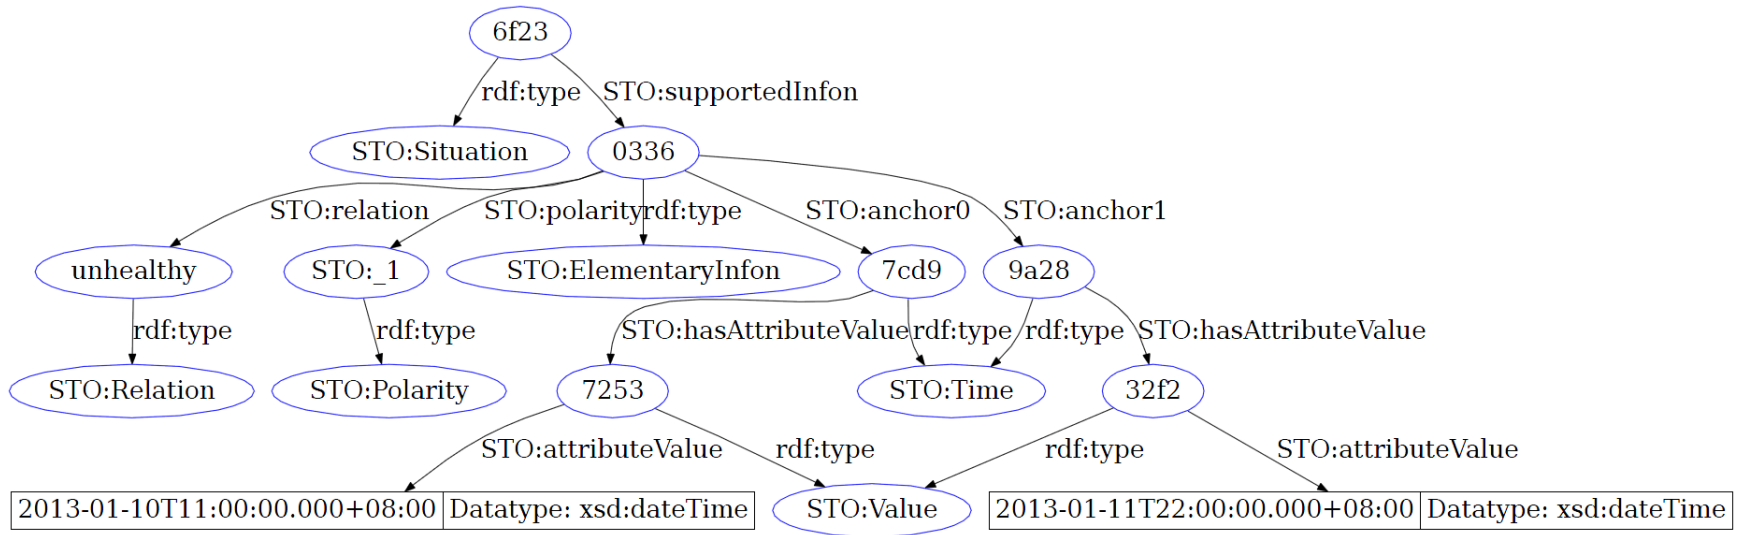 6f23
rdf:type STO:supportedInfon
STO:Situation 0336
STO:relation STO:polarity rdf:type STO:anchor0 STO:anchor1
unhealthy STO:_1 STO:ElementaryInfon 7cd9 9a28
rdf:type rdf:type STO:hasAttributeValue rdf:type rdf:type STO:hasAttributeValue
STO:Relation STO:Polarity 7253 STO:Time 32f2
STO:attributeValue rdf:type rdf:type STO:attributeValue
2013-01-10T11:00:00.000+08:00 Datatype: xsd:dateTime STO:Value 2013-01-11T22:00:00.000+08:00 Datatype: xsd:dateTime